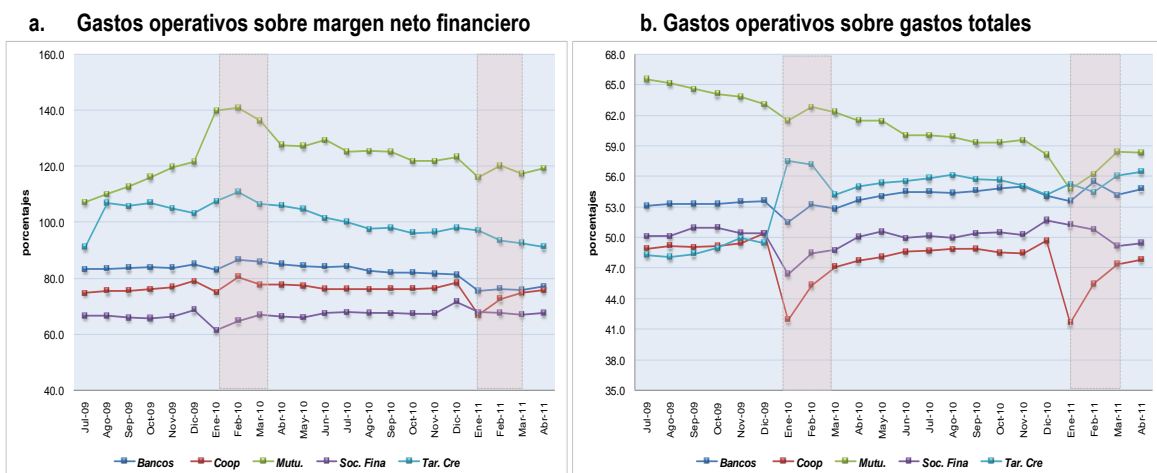 a. Gastos operativos sobre margen neto financiero
160.0
140.0
120.0
100.0
80.0
60.0
40.0
porcentajes
Jul-09
Ago-09
Sep-09
Oct-09
Nov-09
Dic-09
Ene-10
Feb-10
Mar-10
Abr-10
May-10
Jun-10
Jul-10
Ago-10
Sep-10
Oct-10
Nov-10
Dic-10
Ene-11
Feb-11
Mar-11
Abr-11
Bancos Coop Mutu. Soc. Fina Tar. Cre
b. Gastos operativos sobre gastos totales
68.0
65.0
62.0
59.0
56.0
53.0
50.0
47.0
44.0
41.0
38.0
35.0
porcentajes
Jul-09
Ago-09
Sep-09
Oct-09
Nov-09
Dic-09
Ene-10
Feb-10
Mar-10
Abr-10
May-10
Jun-10
Jul-10
Ago-10
Sep-10
Oct-10
Nov-10
Dic-10
Ene-11
Feb-11
Mar-11
Abr-11
Bancos Coop Mutu. Soc. Fina Tar. Cre